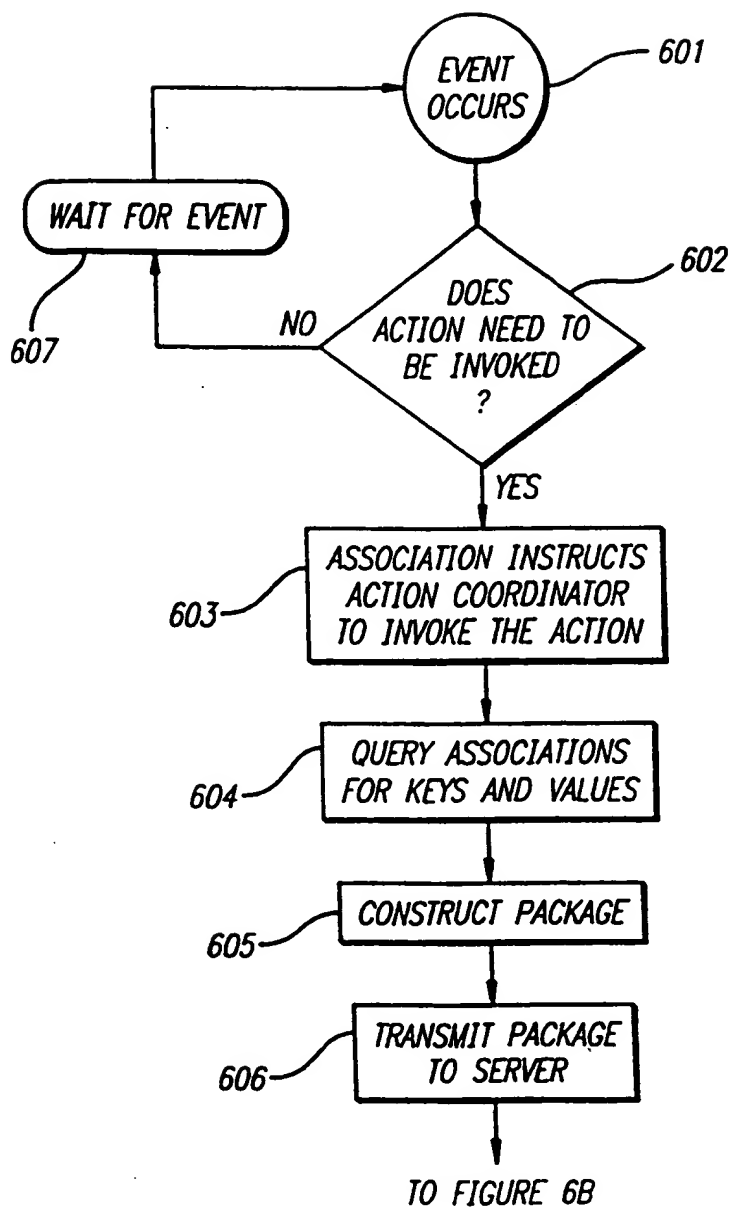 EVENT
OCCURS
601
WAIT FOR EVENT
607
602
DOES
ACTION NEED TO
BE INVOKED
?
NO
YES
ASSOCIATION INSTRUCTS
ACTION COORDINATOR
TO INVOKE THE ACTION
603
QUERY ASSOCIATIONS
FOR KEYS AND VALUES
604
CONSTRUCT PACKAGE
605
TRANSMIT PACKAGE
TO SERVER
606
TO FIGURE 6B